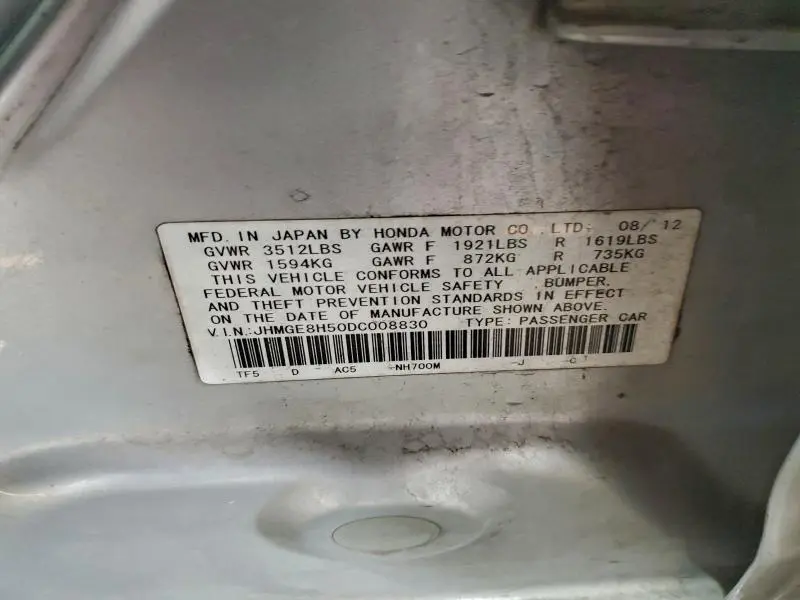 MFD. IN JAPAN BY HONDA MOTOR CO., LTD. 08/12
GVWR 3512LBS GAWR F 1921LBS R 1619LBS
GVWR 1594KG GAWR F 872KG R 735KG
THIS VEHICLE CONFORMS TO ALL APPLICABLE
FEDERAL MOTOR VEHICLE SAFETY, BUMPER,
AND THEFT PREVENTION STANDARDS IN EFFECT
ON THE DATE OF MANUFACTURE SHOWN ABOVE.
V.I.N.:JHMGE8H50DC008830 TYPE: PASSENGER CAR
TF5 D AC5 NH700M -J -C